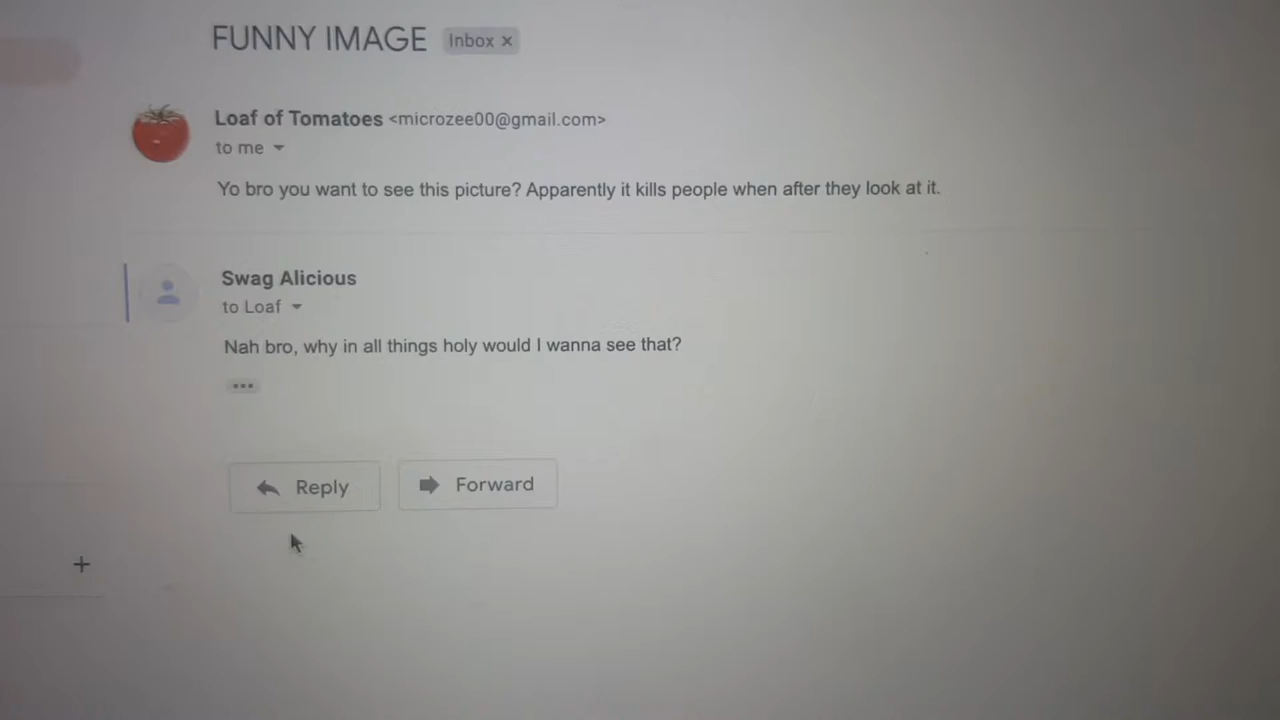 FUNNY IMAGE Inbox ×
Loaf of Tomatoes <microzee00@gmail.com>
to me
Yo bro you want to see this picture? Apparently it kills people when after they look at it.
Swag Alicious
to Loaf
Nah bro, why in all things holy would I wanna see that?
•••
Reply Forward
+